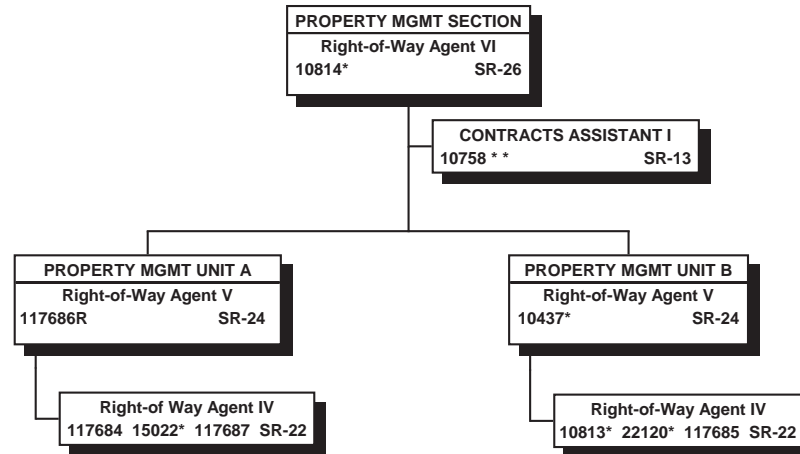 PROPERTY MGMT SECTION
Right-of-Way Agent VI
10814* SR-26
CONTRACTS ASSISTANT I
10758 * * SR-13
PROPERTY MGMT UNIT A
Right-of-Way Agent V
117686R SR-24
Right-of Way Agent IV
117684 15022* 117687 SR-22
PROPERTY MGMT UNIT B
Right-of-Way Agent V
10437* SR-24
Right-of-Way Agent IV
10813* 22120* 117685 SR-22